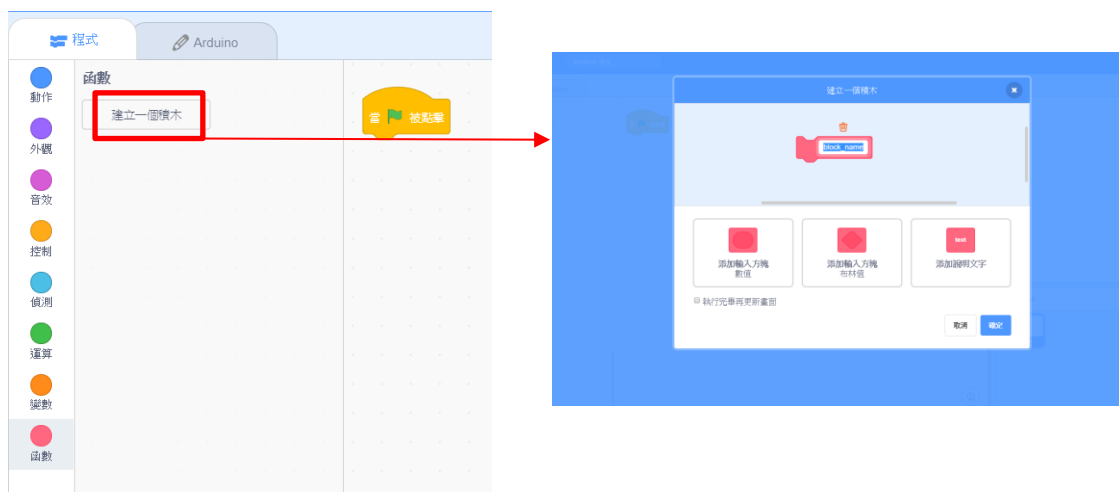 程式
Arduino
動作
外觀
音效
控制
偵測
運算
變數
函數
函數
建立一個積木
當 被點擊
建立一個積木
block_name
添加輸入方塊
數值
添加輸入方塊
布林值
text
添加說明文字
執行完畢再更新畫面
取消
確定